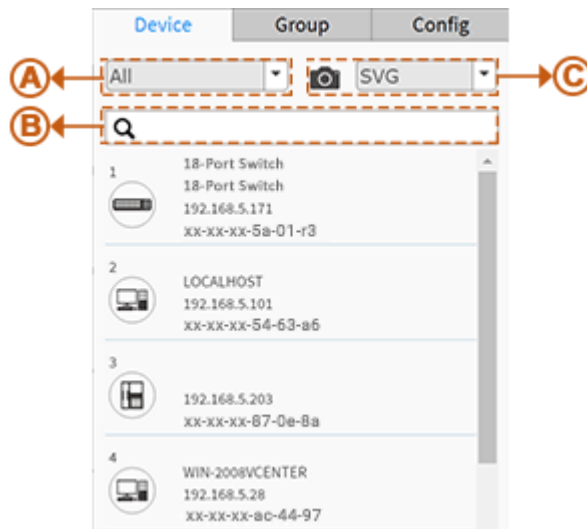 Device Group Config
A All SVG C
B
1
18-Port Switch
18-Port Switch
192.168.5.171
xx-xx-xx-5a-01-r3
2
LOCALHOST
192.168.5.101
xx-xx-xx-54-63-a6
3
192.168.5.203
xx-xx-xx-87-0e-8a
4
WIN-2008VCENTER
192.168.5.28
xx-xx-xx-ac-44-97